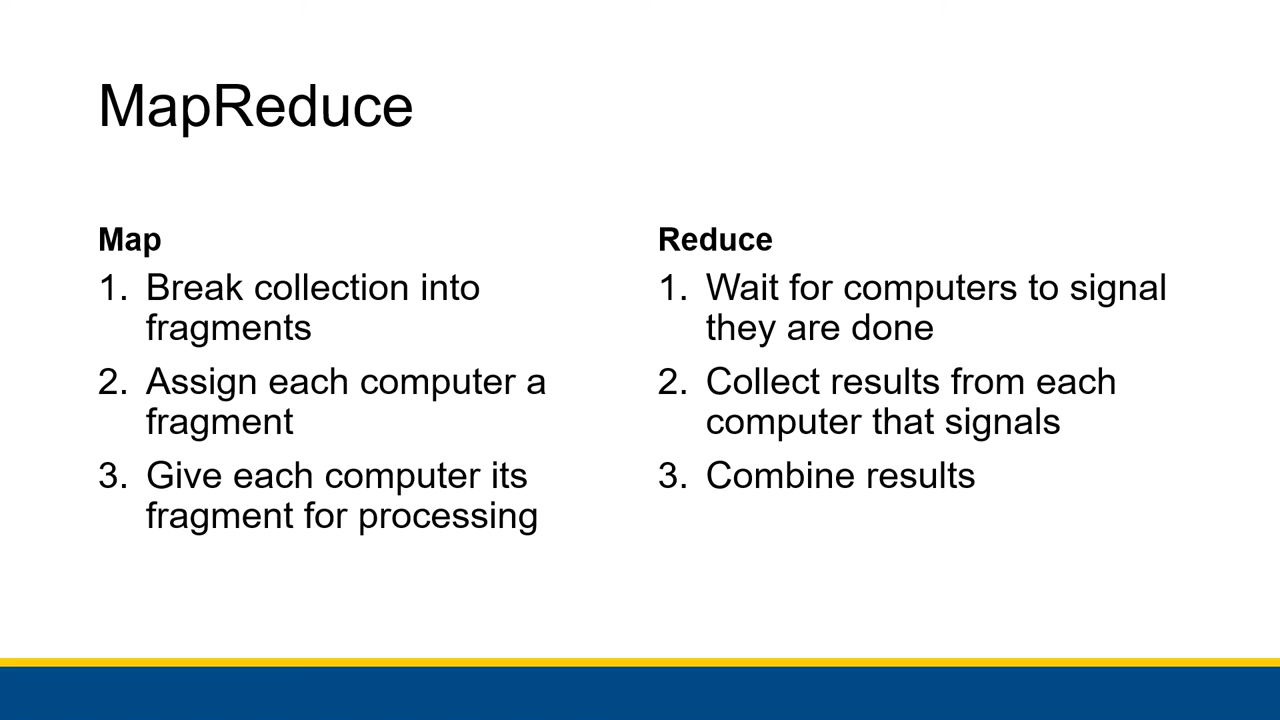 MapReduce
Map
1. Break collection into
fragments
2. Assign each computer a
fragment
3. Give each computer its
fragment for processing
Reduce
1. Wait for computers to signal
they are done
2. Collect results from each
computer that signals
3. Combine results